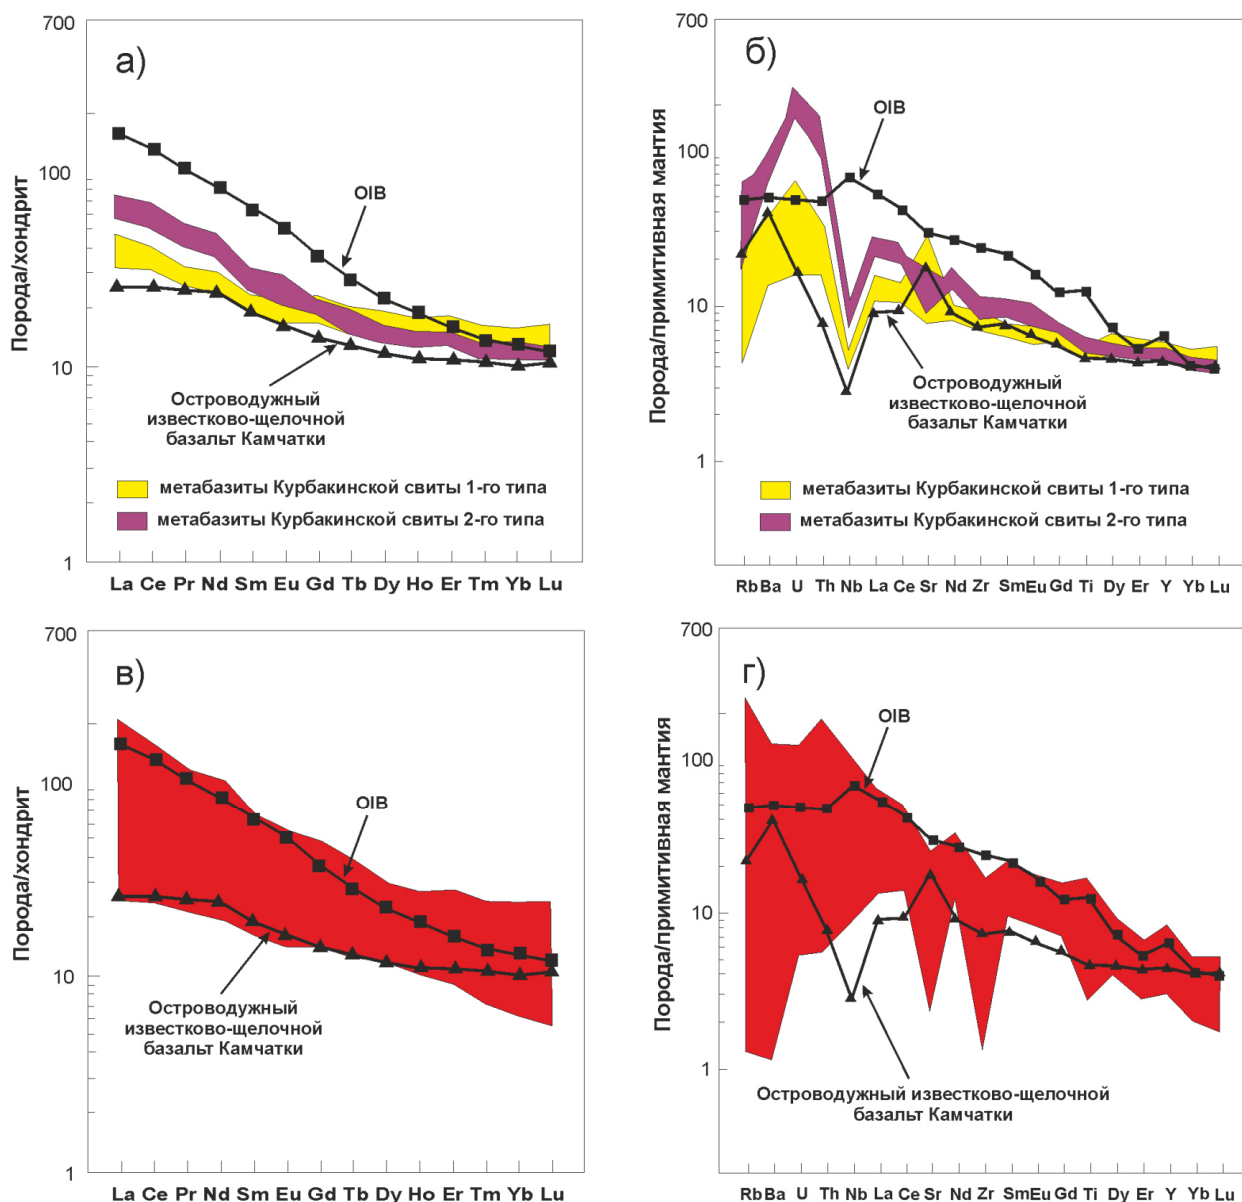 700
а)
Порода/хондрит
100
OIB
10
Островодужный
известково-щелочной
базальт Камчатки
метабазиты Курбакинской свиты 1-го типа
метабазиты Курбакинской свиты 2-го типа
1
La Ce Pr Nd Sm Eu Gd Tb Dy Ho Er Tm Yb Lu
700
б)
Порода/примитивная мантия
OIB
100
10
Островодужный
известково-щелочной
базальт Камчатки
1
метабазиты Курбакинской свиты 1-го типа
метабазиты Курбакинской свиты 2-го типа
Rb Ba U Th Nb La Ce Sr Nd Zr Sm Eu Gd Ti Dy Er Y Yb Lu
700
в)
Порода/хондрит
100
OIB
10
Островодужный
известково-щелочной
базальт Камчатки
1
La Ce Pr Nd Sm Eu Gd Tb Dy Ho Er Tm Yb Lu
700
г)
Порода/примитивная мантия
OIB
100
10
1
Островодужный известково-щелочной
базальт Камчатки
Rb Ba U Th Nb La Ce Sr Nd Zr Sm Eu Gd Ti Dy Er Y Yb Lu